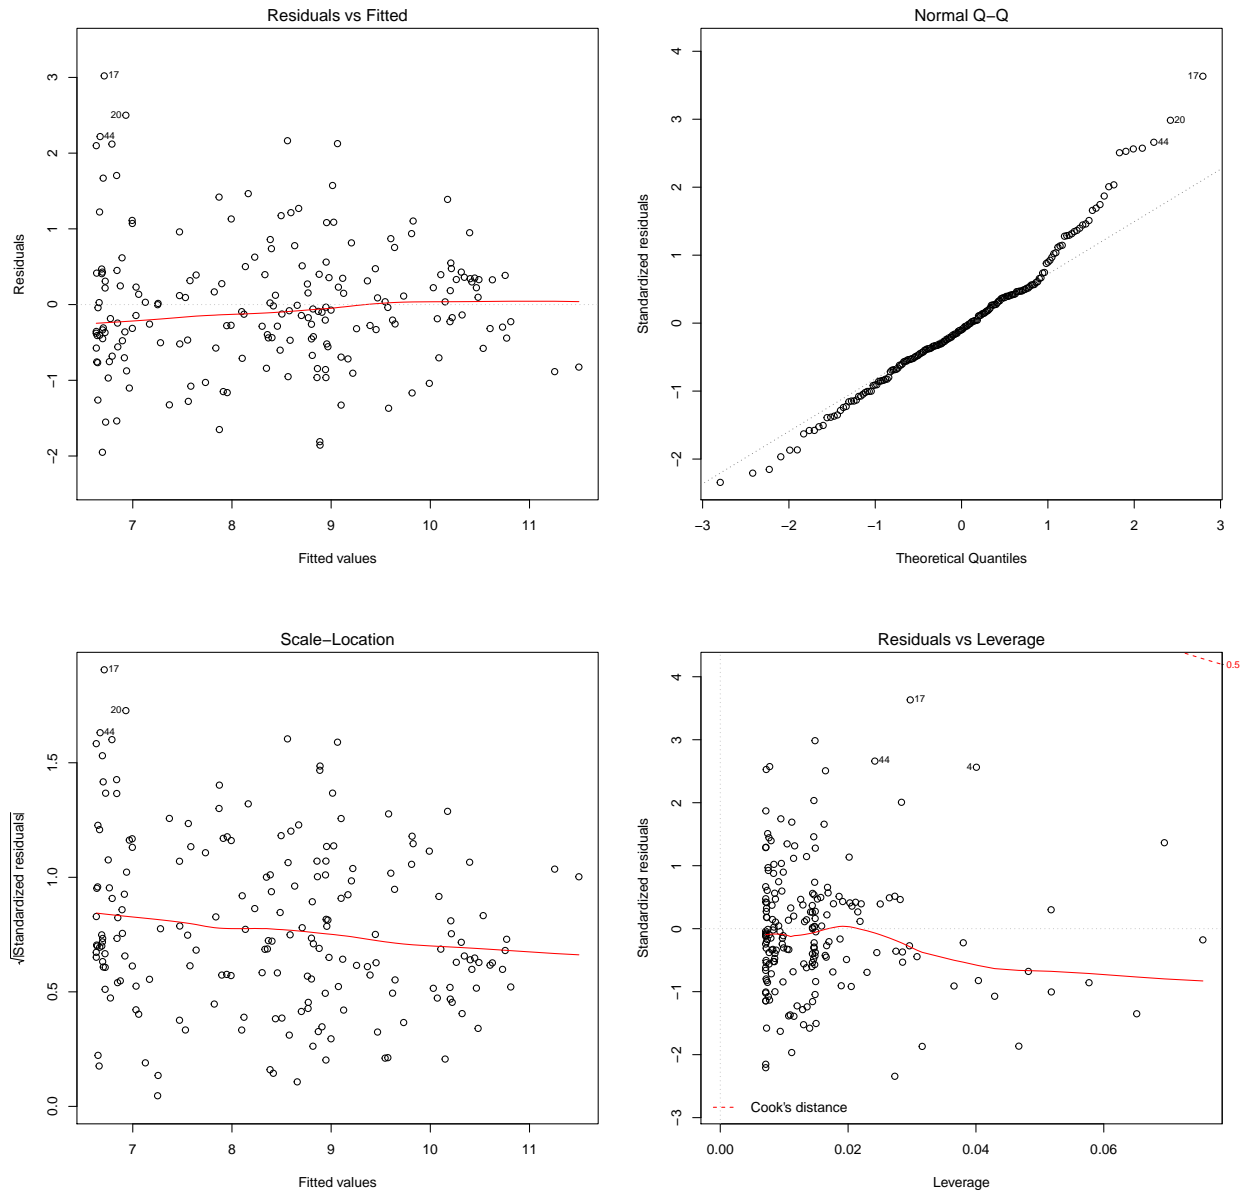 Residuals vs Fitted
Residuals
3
2
1
0
−1
−2
17
20
44
7 8 9 10 11
Fitted values
Normal Q−Q
Standardized residuals
4
3
2
1
0
−1
−2
17
20
44
−3 −2 −1 0 1 2 3
Theoretical Quantiles
Scale−Location
√|Standardized residuals|
1.5
1.0
0.5
0.0
17
20
44
7 8 9 10 11
Fitted values
Residuals vs Leverage
Standardized residuals
4
3
2
1
0
−1
−2
−3
0.5
17
44
4
Cook's distance
0.00 0.02 0.04 0.06
Leverage